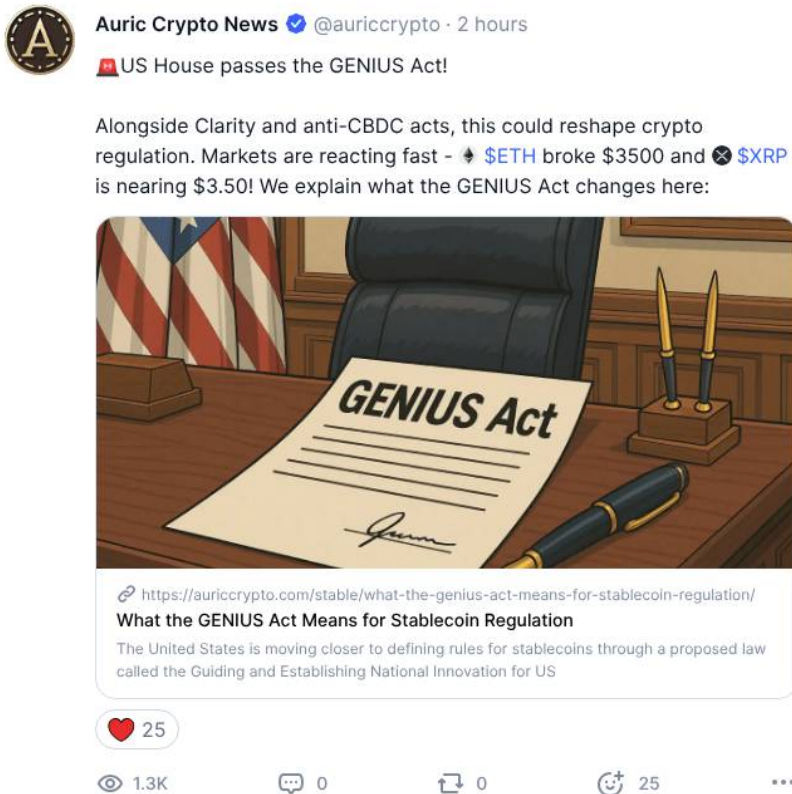 Auric Crypto News @auriccrypto · 2 hours
🚨US House passes the GENIUS Act!
Alongside Clarity and anti-CBDC acts, this could reshape crypto
regulation. Markets are reacting fast - $ETH broke $3500 and $XRP
is nearing $3.50! We explain what the GENIUS Act changes here:
GENIUS Act
https://auriccrypto.com/stable/what-the-genius-act-means-for-stablecoin-regulation/
What the GENIUS Act Means for Stablecoin Regulation
The United States is moving closer to defining rules for stablecoins through a proposed law
called the Guiding and Establishing National Innovation for US
❤️ 25
1.3K 0 0 25